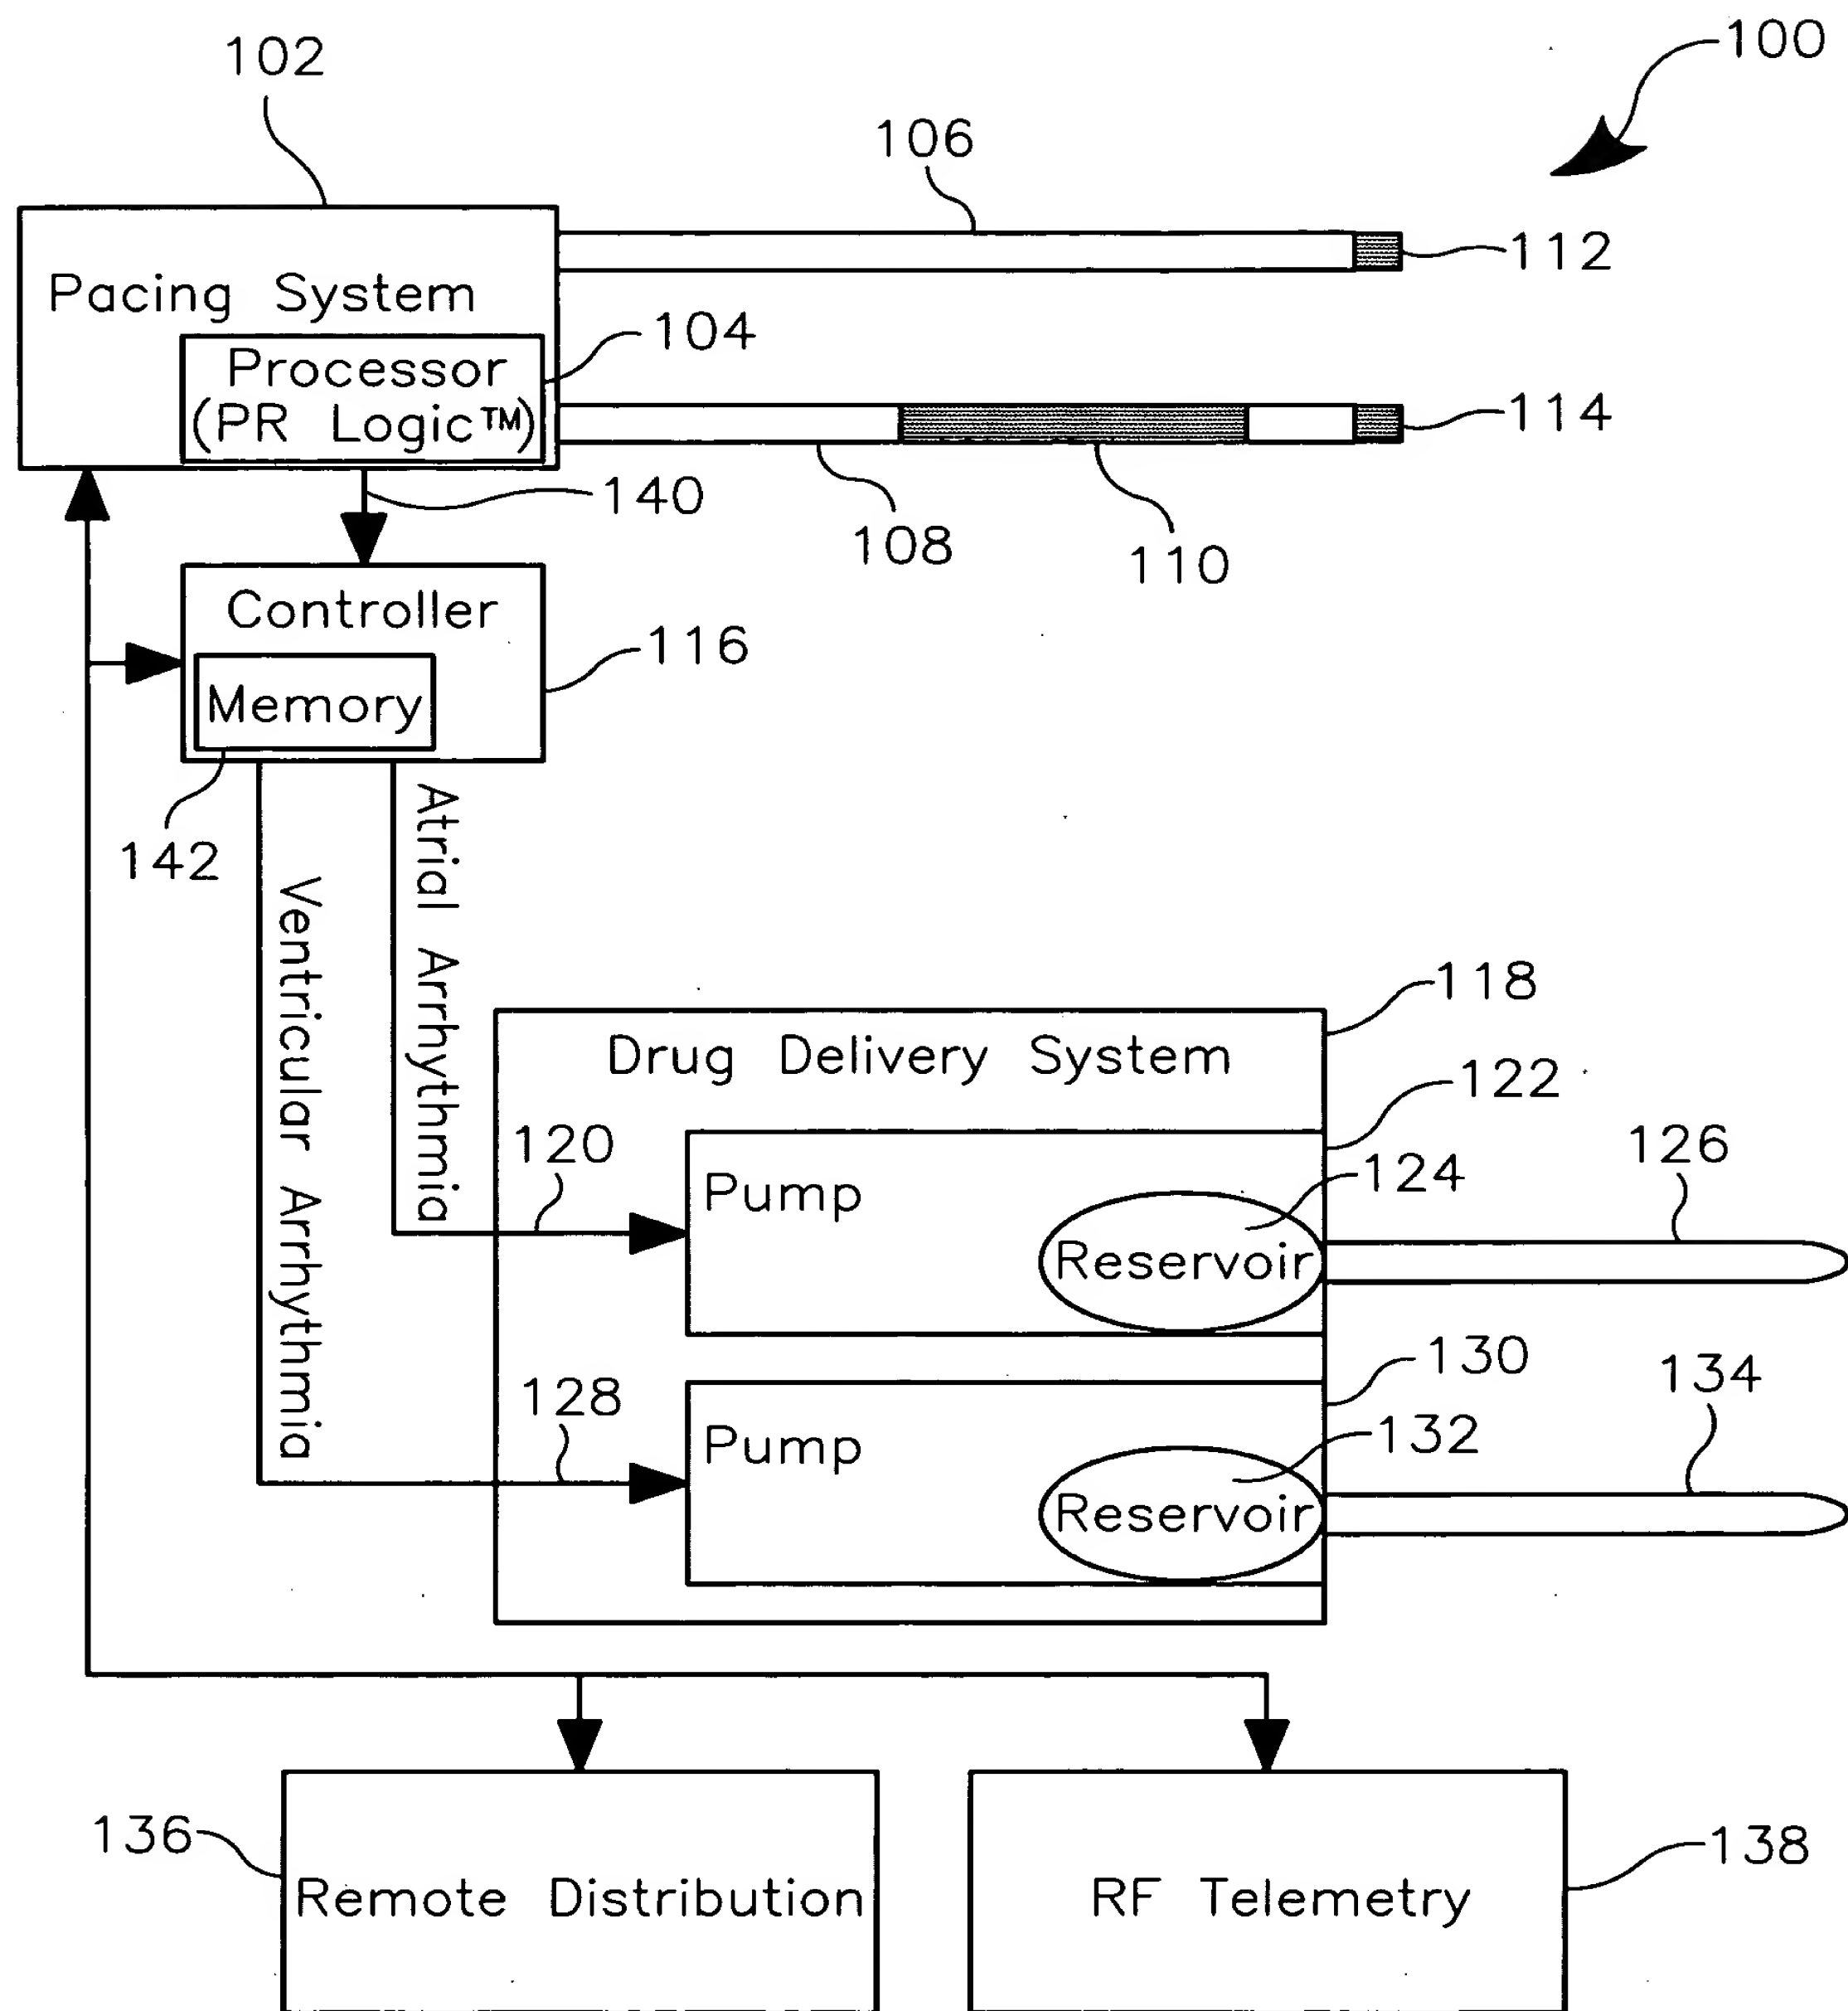 100
102
106
112
Pacing System
104
Processor
(PR Logic™)
114
140
108
110
Controller
116
Memory
142
Atrial Arrhythmia
Ventricular Arrhythmia
118
Drug Delivery System
122
120
126
Pump
124
Reservoir
130
134
128
Pump
132
Reservoir
136
138
Remote Distribution
RF Telemetry